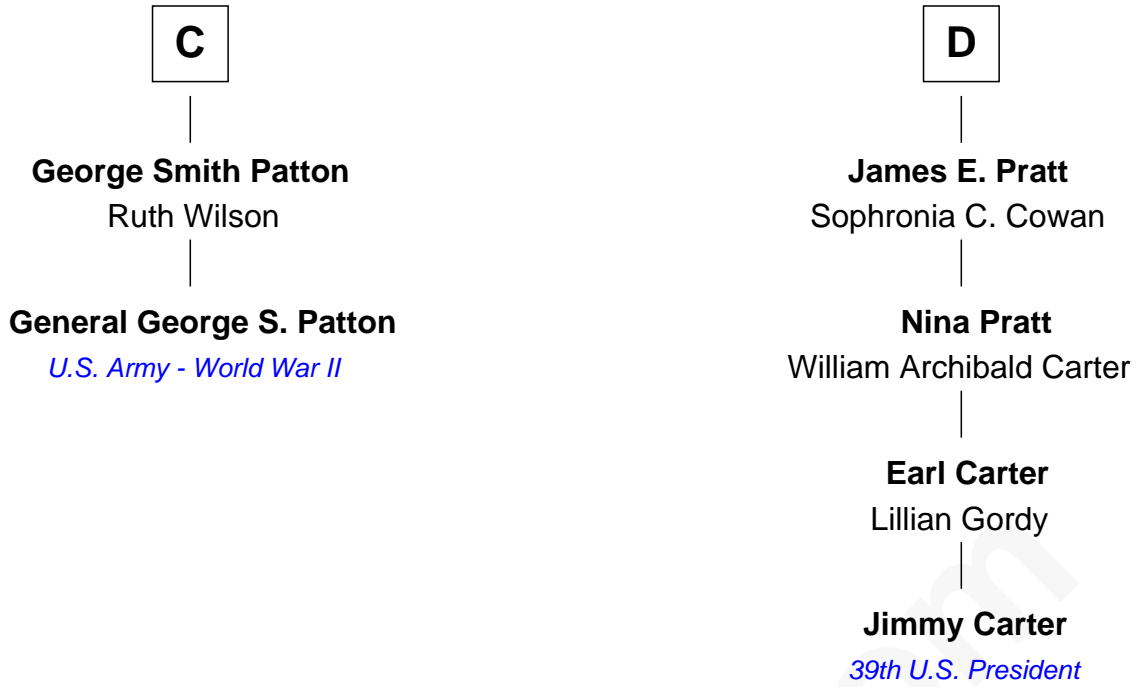 C
George Smith Patton
Ruth Wilson
General George S. Patton
U.S. Army - World War II
D
James E. Pratt
Sophronia C. Cowan
Nina Pratt
William Archibald Carter
Earl Carter
Lillian Gordy
Jimmy Carter
39th U.S. President